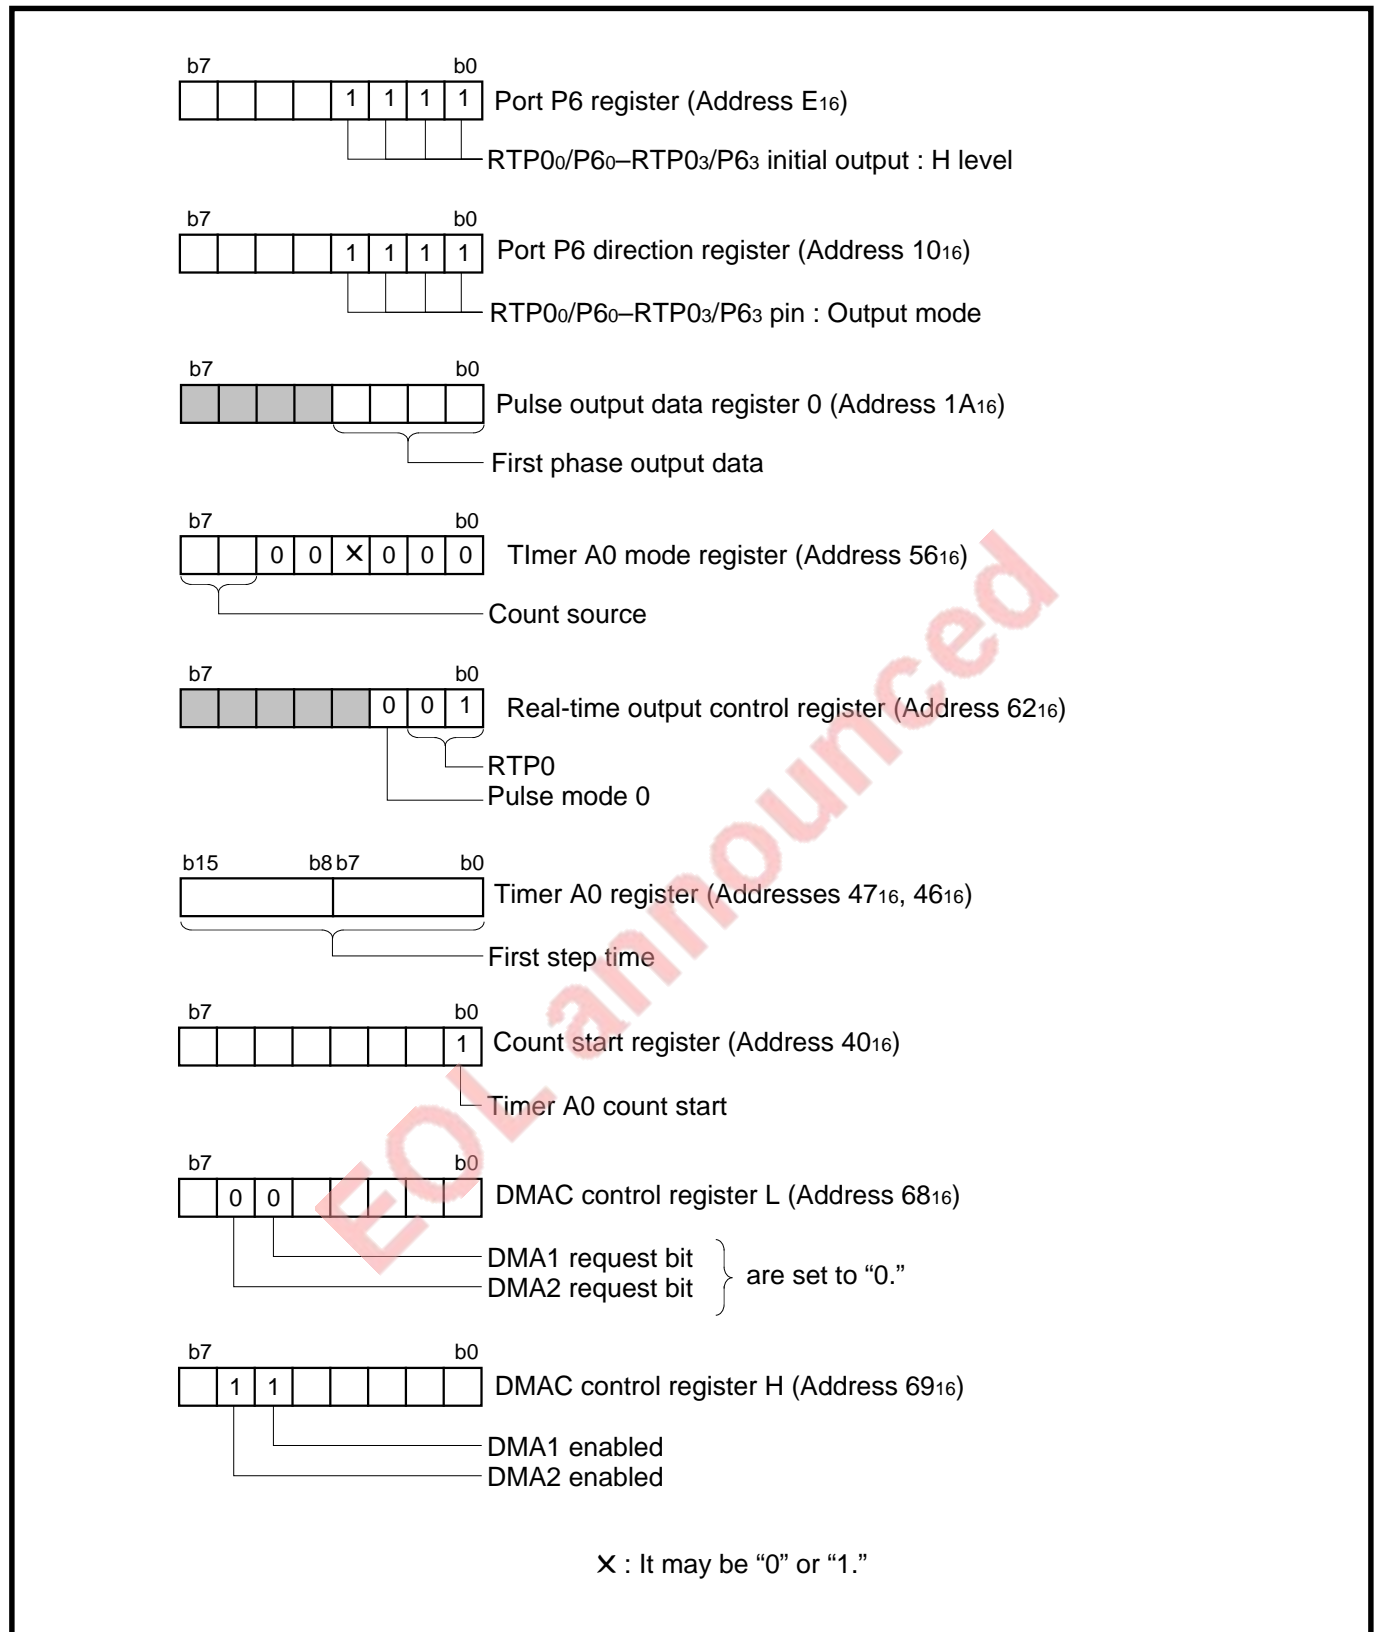 b7 b0
1 1 1 1 Port P6 register (Address E16)
RTP00/P60–RTP03/P63 initial output : H level
b7 b0
1 1 1 1 Port P6 direction register (Address 1016)
RTP00/P60–RTP03/P63 pin : Output mode
b7 b0
Pulse output data register 0 (Address 1A16)
First phase output data
b7 b0
0 0 ✕ 0 0 0 TImer A0 mode register (Address 5616)
Count source
b7 b0
0 0 1 Real-time output control register (Address 6216)
RTP0
Pulse mode 0
b15 b8 b7 b0
Timer A0 register (Addresses 4716, 4616)
First step time
b7 b0
1 Count start register (Address 4016)
Timer A0 count start
b7 b0
0 0 DMAC control register L (Address 6816)
DMA1 request bit
DMA2 request bit
are set to “0.”
b7 b0
1 1 DMAC control register H (Address 6916)
DMA1 enabled
DMA2 enabled
✕ : It may be “0” or “1.”
EOL announced